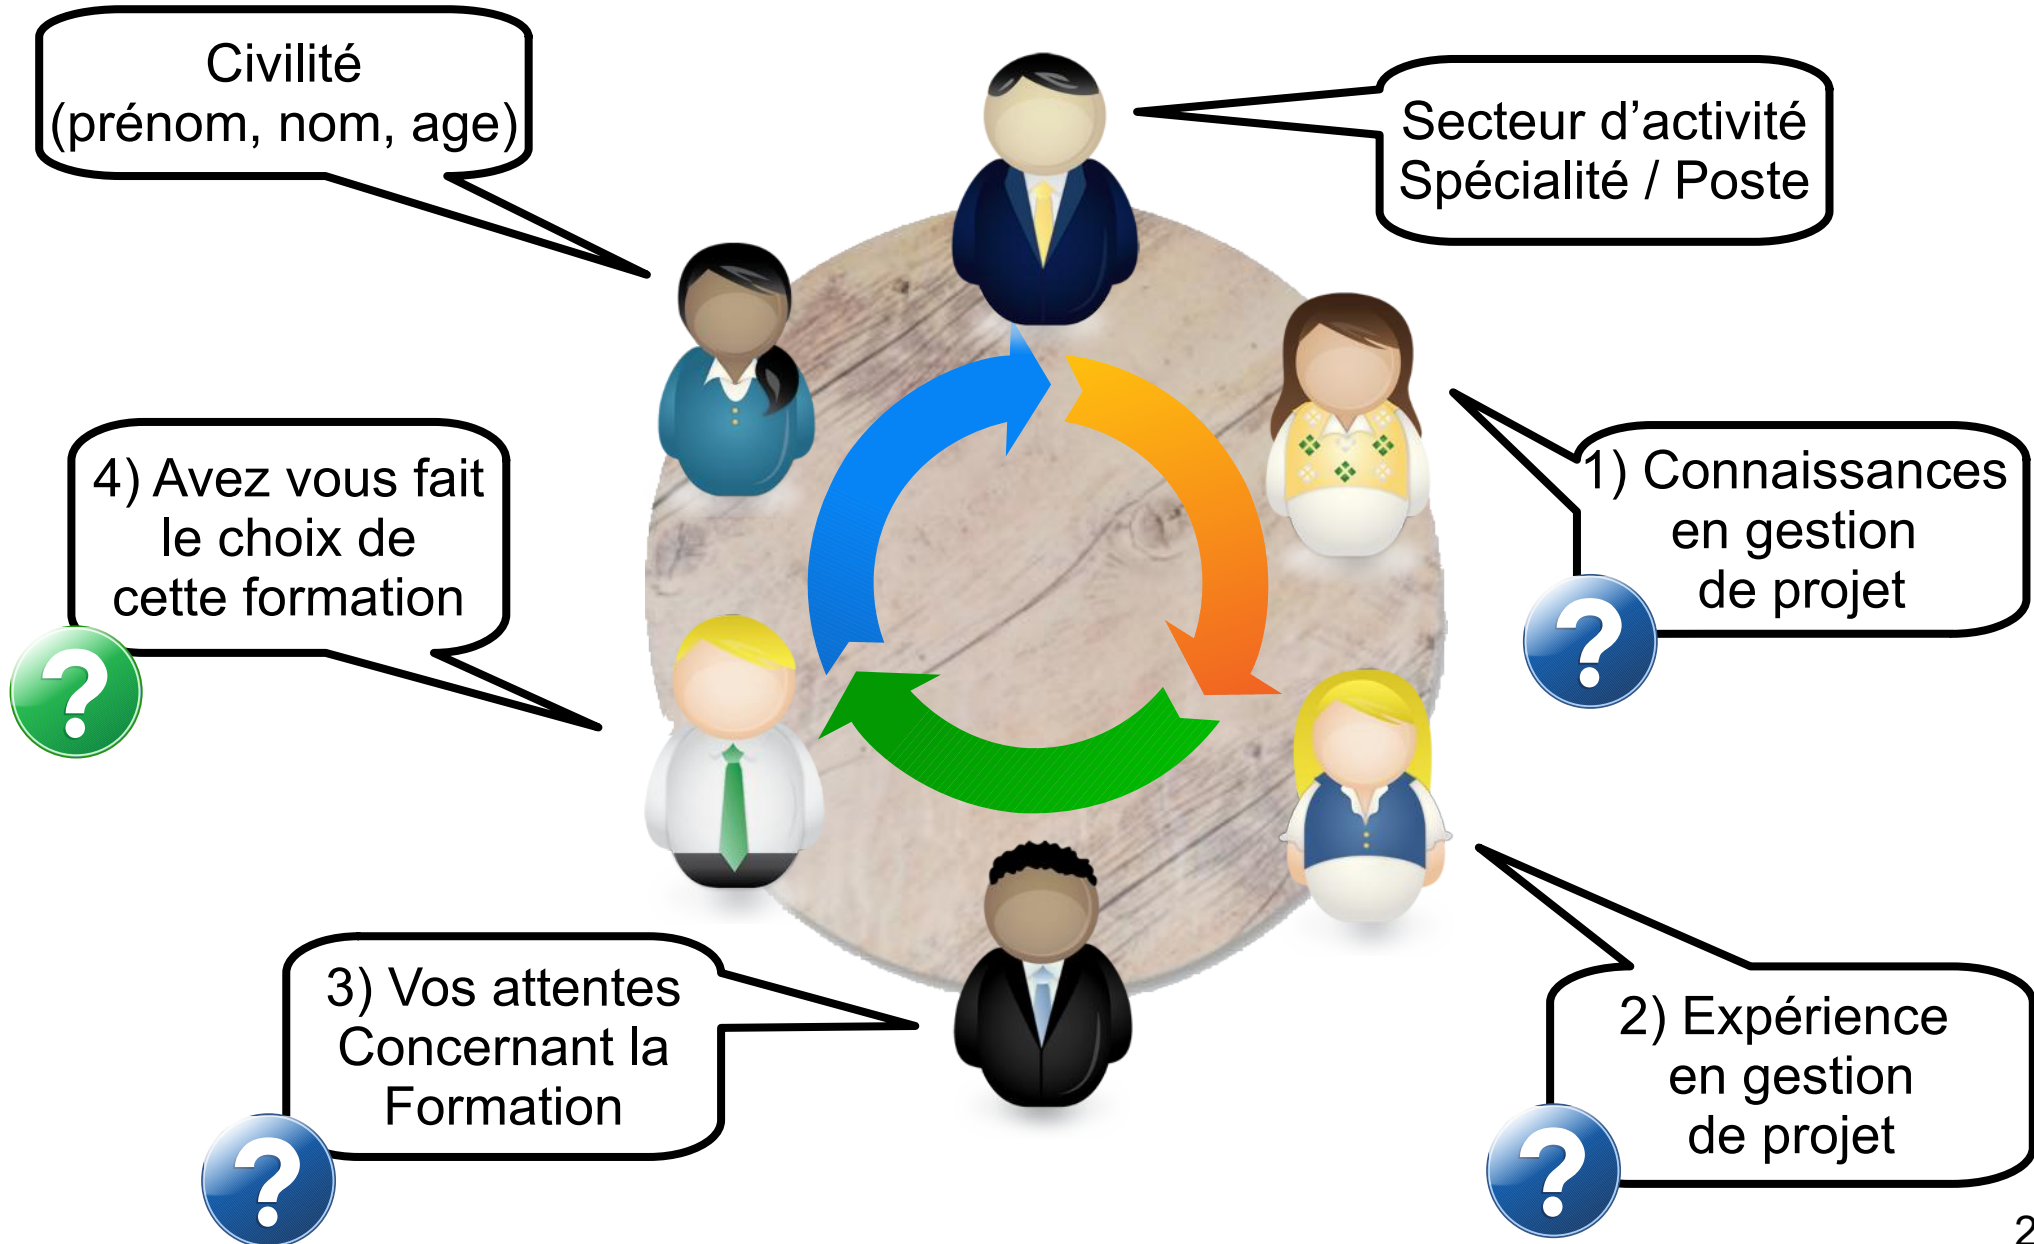 Civilité
(prénom, nom, age)
Secteur d’activité
Spécialité / Poste
1) Connaissances
en gestion
de projet
?
2) Expérience
en gestion
de projet
?
3) Vos attentes
Concernant la
Formation
?
4) Avez vous fait
le choix de
cette formation
?
2